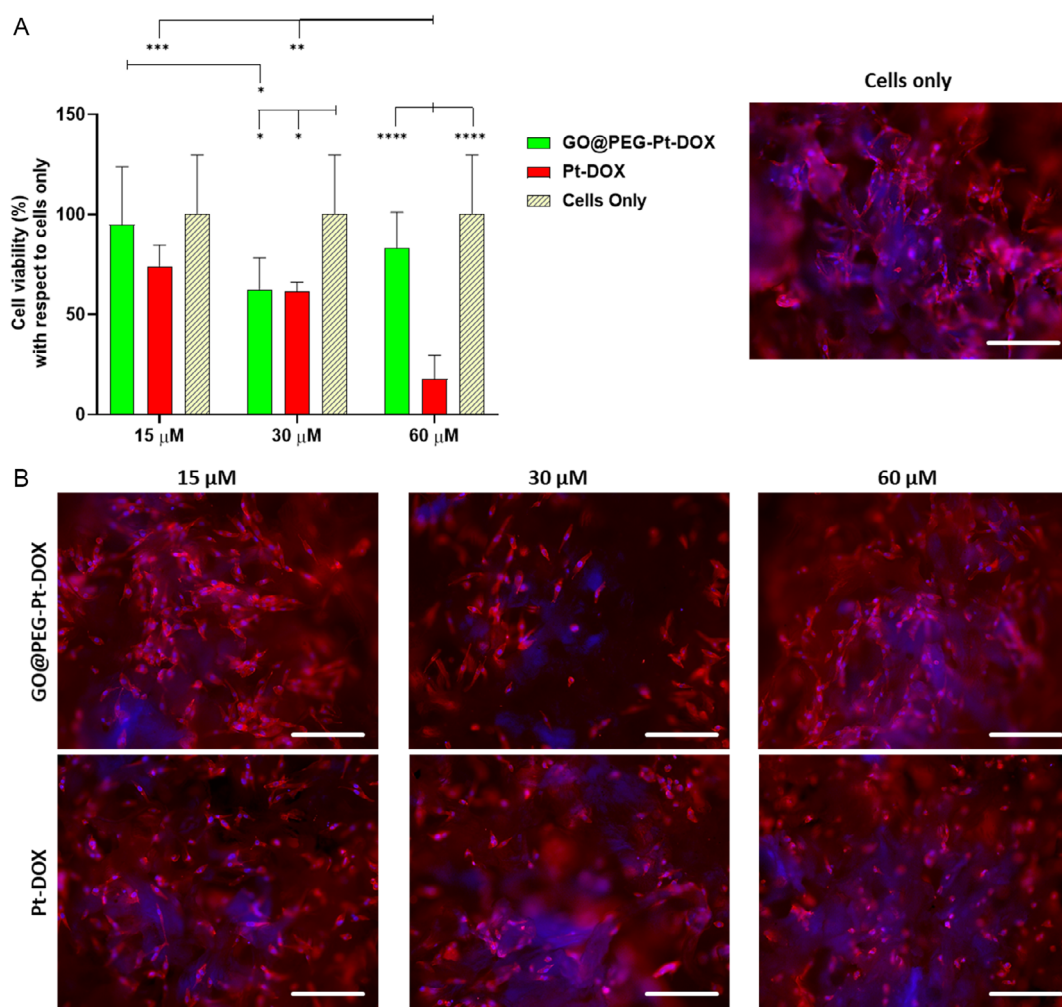 A
***
**
*
*
*
****
****
150
100
50
0
Cell viability (%)
with respect to cells only
15 μM
30 μM
60 μM
GO@PEG-Pt-DOX
Pt-DOX
Cells Only
Cells only
B
15 μM
30 μM
60 μM
GO@PEG-Pt-DOX
Pt-DOX